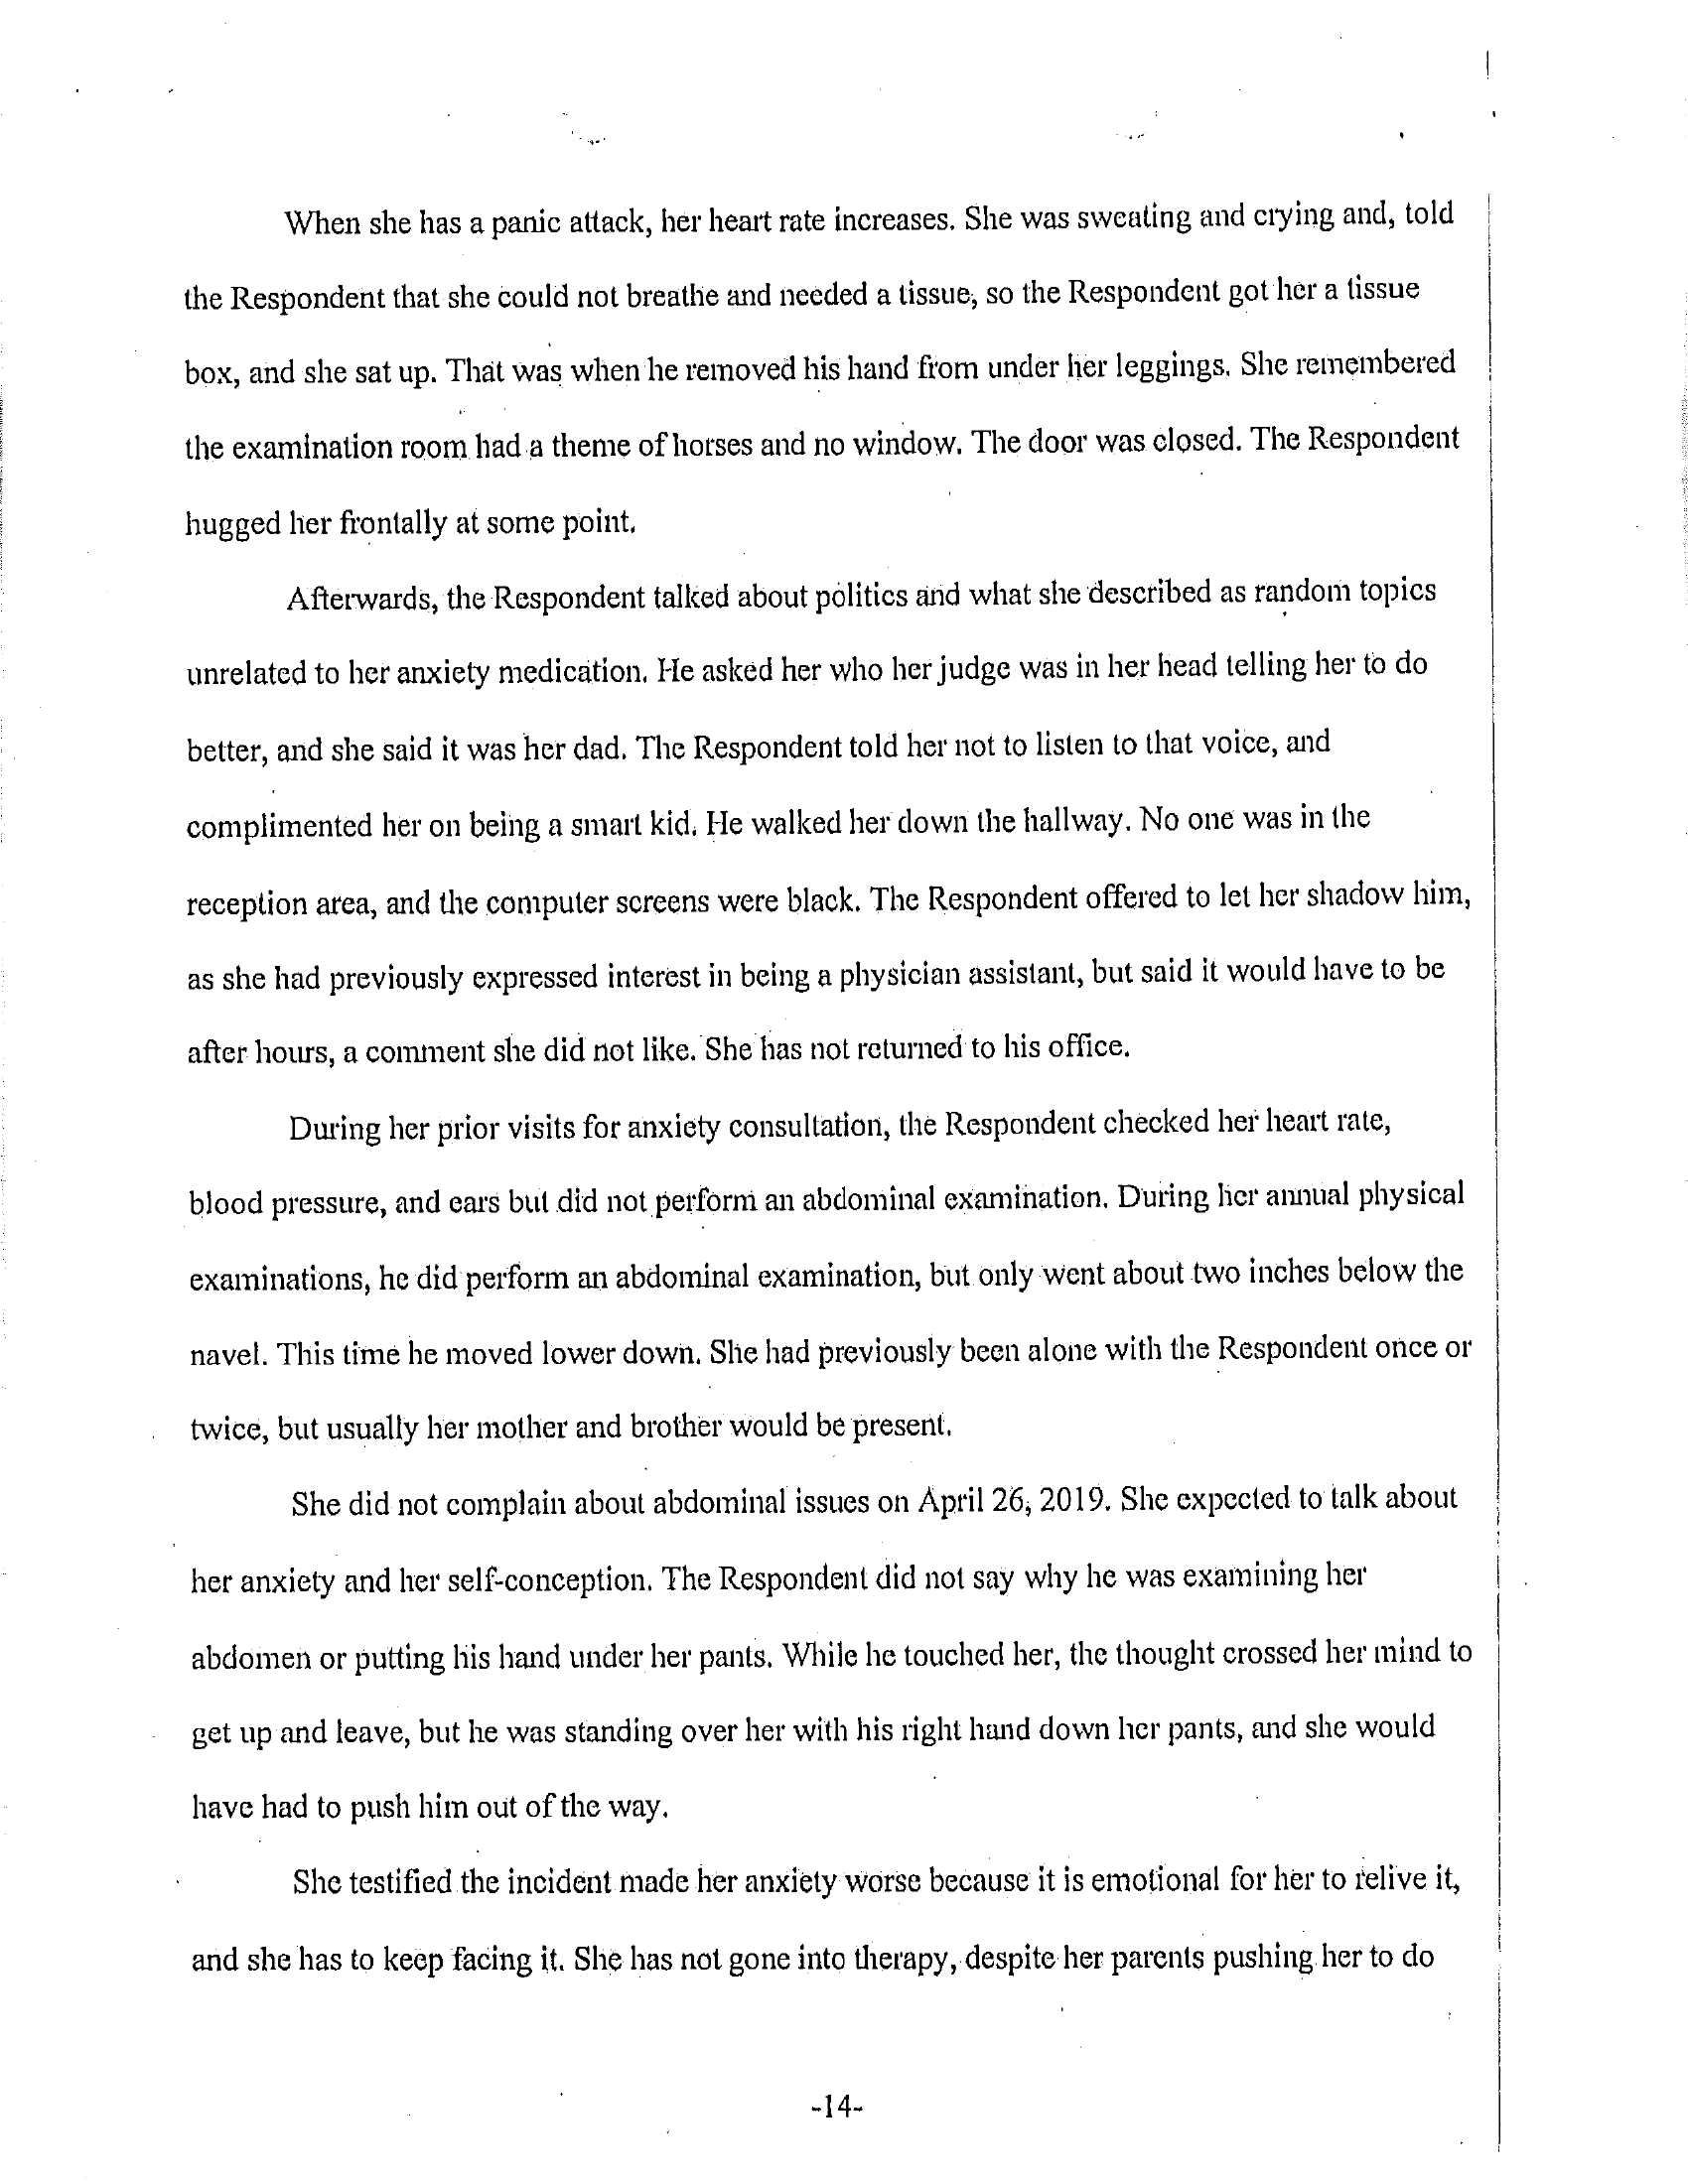 When she has a panic attack, her heart rate increases. She was sweating and crying and, told
the Respondent that she could not breathe and needed a tissue, so the Respondent got her a tissue
box, and she sat up. That was when he removed his hand from under her leggings. She remembered
the examination room had a theme of horses and no window. The door was closed. The Respondent
hugged her frontally at some point.
Afterwards, the Respondent talked about politics and what she described as random topics
unrelated to her anxiety medication. He asked her who her judge was in her head telling her to do
better, and she said it was her dad. The Respondent told her not to listen to that voice, and
complimented her on being a smart kid. He walked her down the hallway. No one was in the
reception area, and the computer screens were black. The Respondent offered to let her shadow him,
as she had previously expressed interest in being a physician assistant, but said it would have to be
after hours, a comment she did not like. She has not returned to his office.
During her prior visits for anxiety consultation, the Respondent checked her heart rate,
blood pressure, and ears but did not perform an abdominal examination. During her annual physical
examinations, he did perform an abdominal examination, but only went about two inches below the
navel. This time he moved lower down. She had previously been alone with the Respondent once or
twice, but usually her mother and brother would be present.
She did not complain about abdominal issues on April 26, 2019. She expected to talk about
her anxiety and her self-conception. The Respondent did not say why he was examining her
abdomen or putting his hand under her pants. While he touched her, the thought crossed her mind to
get up and leave, but he was standing over her with his right hand down her pants, and she would
have had to push him out of the way.
She testified the incident made her anxiety worse because it is emotional for her to relive it,
and she has to keep facing it. She has not gone into therapy, despite her parents pushing her to do
-14-